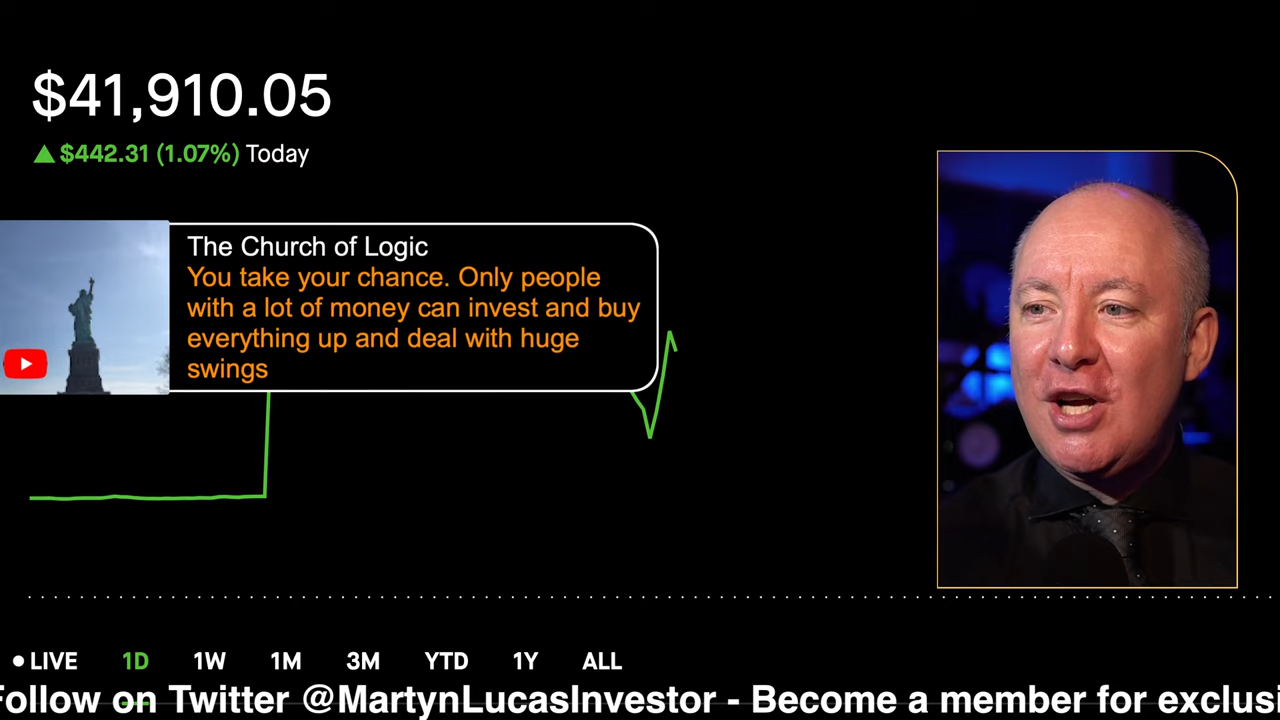 $41,910.05
$442.31 (1.07%) Today
The Church of Logic
You take your chance. Only people
with a lot of money can invest and buy
everything up and deal with huge
swings
LIVE 1D 1W 1M 3M YTD 1Y ALL
Follow on Twitter @MartynLucasInvestor - Become a member for exclusi